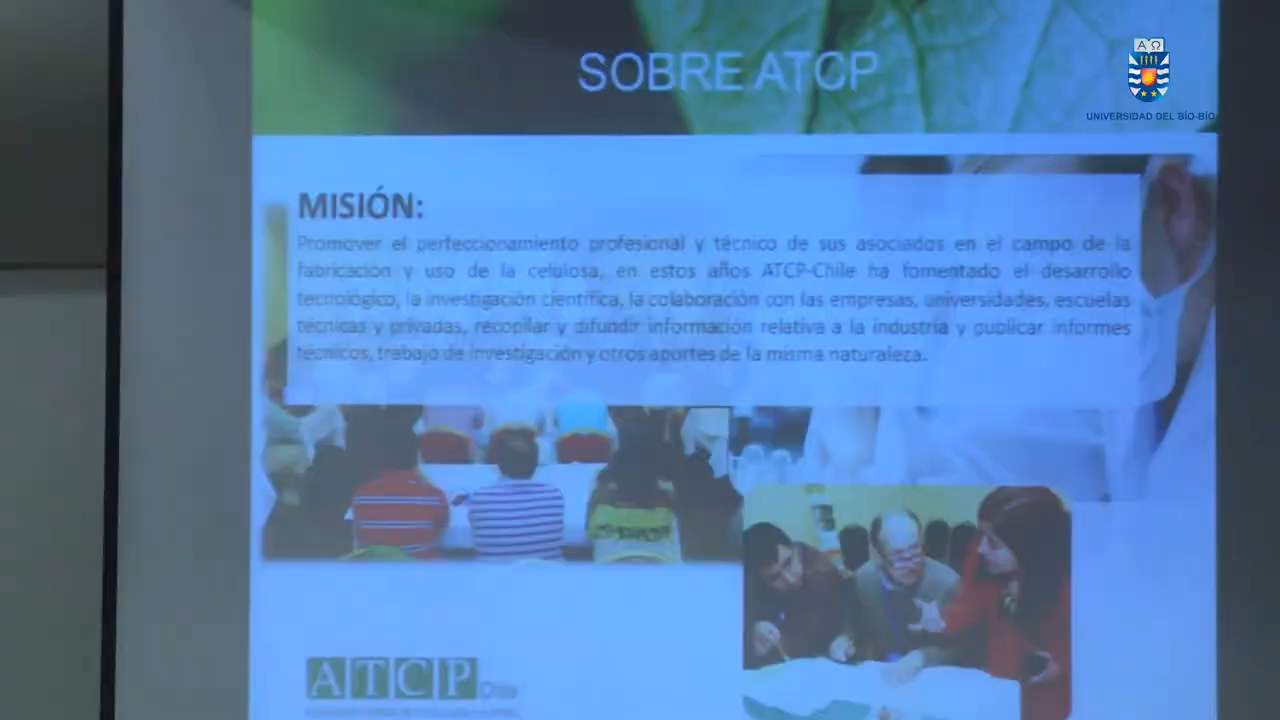 SOBRE ATCP
ΑΩ
UNIVERSIDAD DEL BÍO-BÍO
MISIÓN:
Promover el perfeccionamiento profesional y técnico de sus asociados en el campo de la
fabricación y uso de la celulosa, en estos años ATCP-Chile ha fomentado el desarrollo
tecnológico, la investigación científica, la colaboración con las empresas, universidades, escuelas
técnicas y privadas, recopilar y difundir información relativa a la industria y publicar informes
técnicos, trabajo de investigación y otros aportes de la misma naturaleza.
ATCP Chile